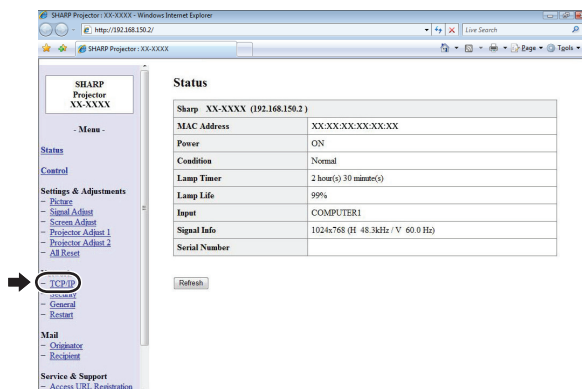 SHARP Projector : XX-XXXX - Windows Internet Explorer
http://192.168.150.2/
Live Search
SHARP Projector : XX-XXXX
Page
Tools
SHARP
Projector
XX-XXXX
- Menu -
Status
Control
Settings & Adjustments
− Picture
− Signal Adjust
− Screen Adjust
− Projector Adjust 1
− Projector Adjust 2
− All Reset
− TCP/IP
− Security
− General
− Restart
Mail
− Originator
− Recipient
Service & Support
− Access URL Registration
Status
Sharp XX-XXXX (192.168.150.2 )
MAC Address XX:XX:XX:XX:XX:XX
Power ON
Condition Normal
Lamp Timer 2 hour(s) 30 minute(s)
Lamp Life 99%
Input COMPUTER1
Signal Info 1024x768 (H 48.3kHz / V 60.0 Hz)
Serial Number
Refresh